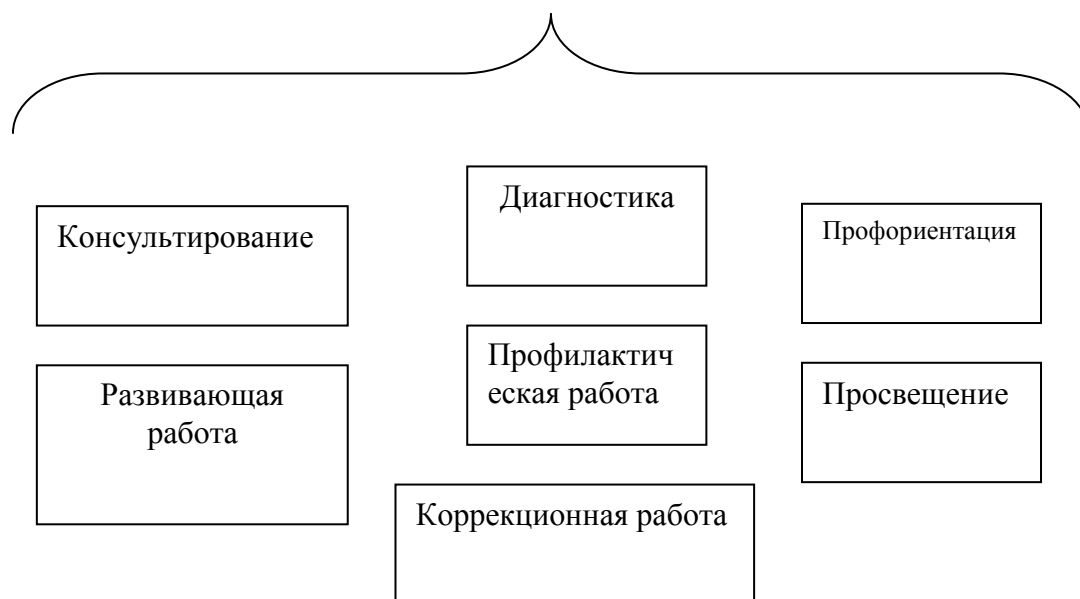 Диагностика
Консультирование
Профориентация
Профилактич
еская работа
Развивающая
работа
Просвещение
Коррекционная работа